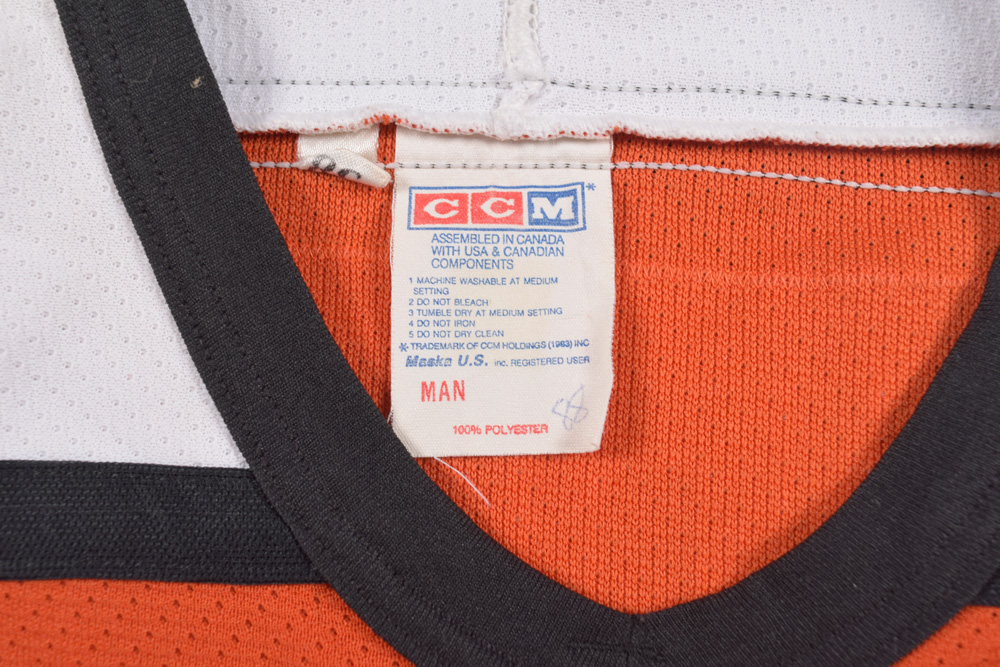 CCM*
ASSEMBLED IN CANADA
WITH USA & CANADIAN
COMPONENTS
1 MACHINE WASHABLE AT MEDIUM
SETTING
2 DO NOT BLEACH
3 TUMBLE DRY AT MEDIUM SETTING
4 DO NOT IRON
5 DO NOT DRY CLEAN
* TRADEMARK OF CCM HOLDINGS (1983) INC
Maska U.S. inc. REGISTERED USER
MAN
100% POLYESTER